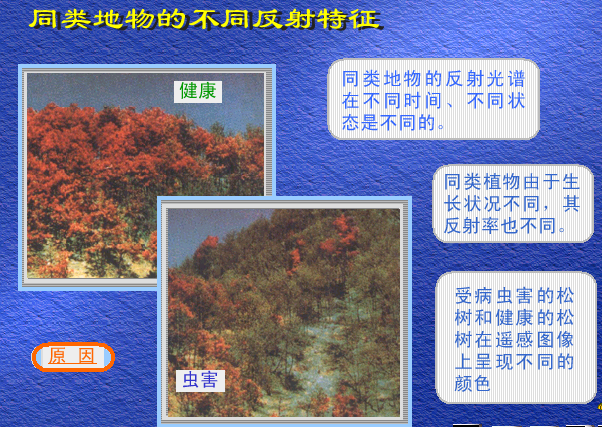 同类地物的不同反射特征
健康
同类地物的反射光谱
在不同时间、不同状
态是不同的。
同类植物由于生
长状况不同，其
反射率也不同。
受病虫害的松
树和健康的松
树在遥感图像
上呈现不同的
颜色
原 因
虫害